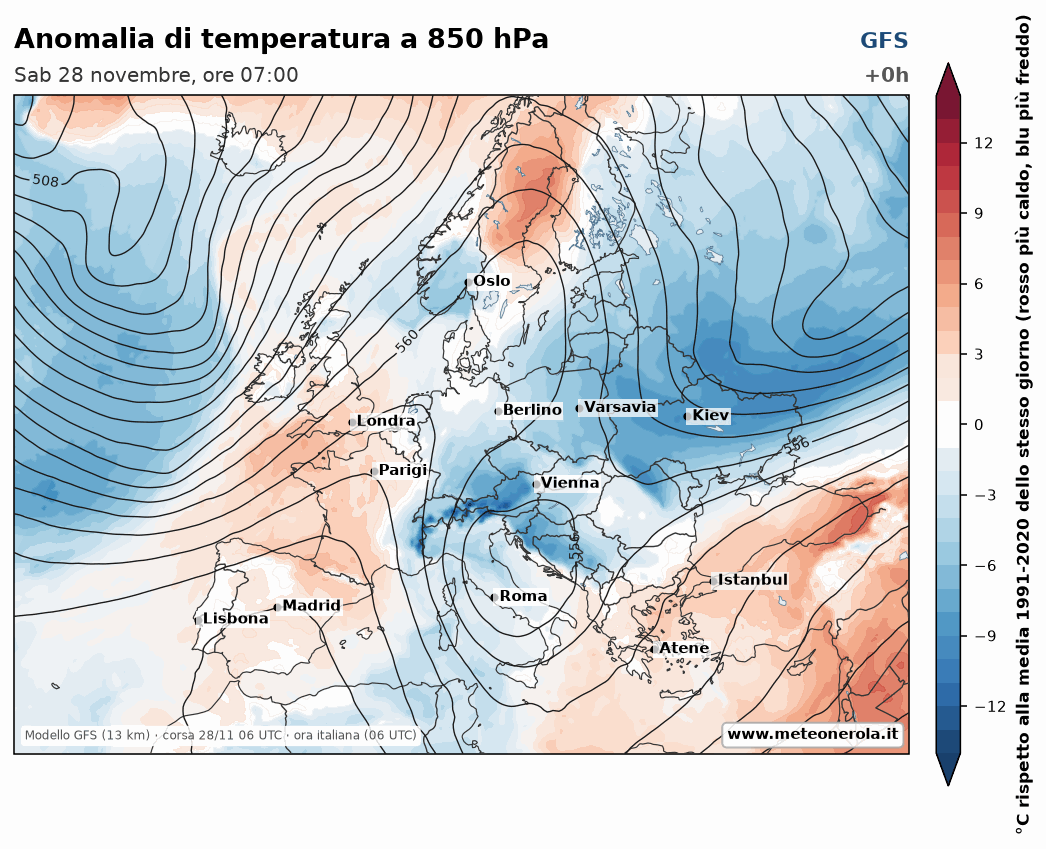 Anomalia di temperatura a 850 hPa
GFS
Sab 28 novembre, ore 07:00
+0h
508
Oslo
560
Berlino
Varsavia
Kiev
Londra
556
Parigi
Vienna
556
Istanbul
Roma
Madrid
Lisbona
Atene
Modello GFS (13 km) · corsa 28/11 06 UTC · ora italiana (06 UTC)
www.meteonerola.it
12
9
6
3
0
−3
−6
−9
−12
°C rispetto alla media 1991-2020 dello stesso giorno (rosso più caldo, blu più freddo)